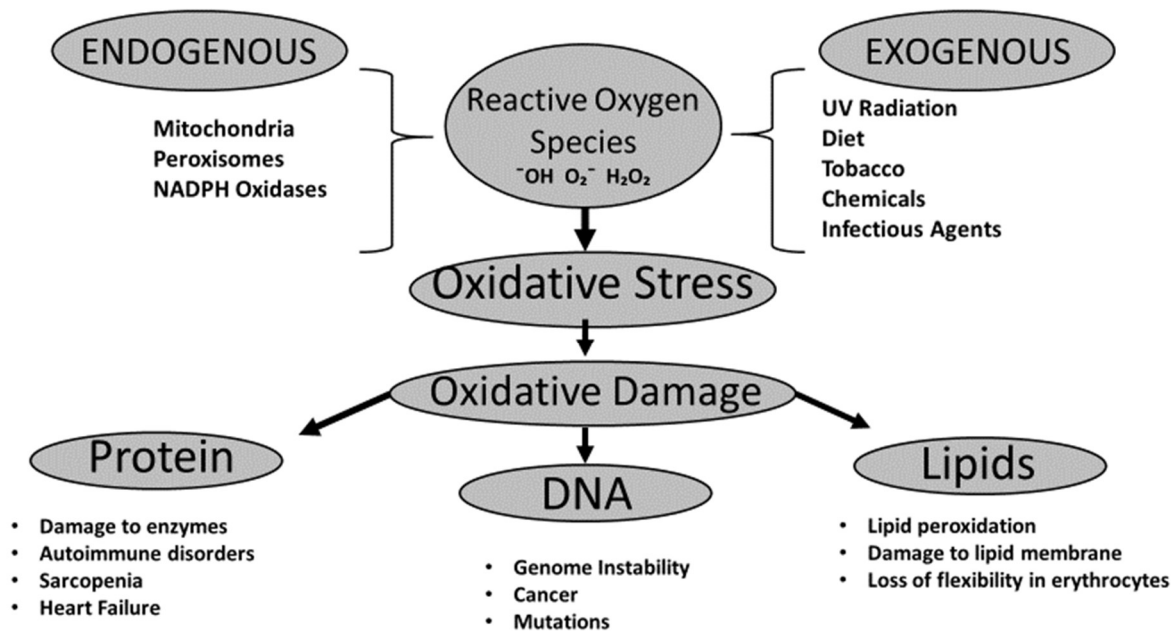 ENDOGENOUS
Mitochondria
Peroxisomes
NADPH Oxidases
Reactive Oxygen
Species
⁻OH O₂⁻ H₂O₂
EXOGENOUS
UV Radiation
Diet
Tobacco
Chemicals
Infectious Agents
Oxidative Stress
Oxidative Damage
Protein
• Damage to enzymes
• Autoimmune disorders
• Sarcopenia
• Heart Failure
DNA
• Genome Instability
• Cancer
• Mutations
Lipids
• Lipid peroxidation
• Damage to lipid membrane
• Loss of flexibility in erythrocytes